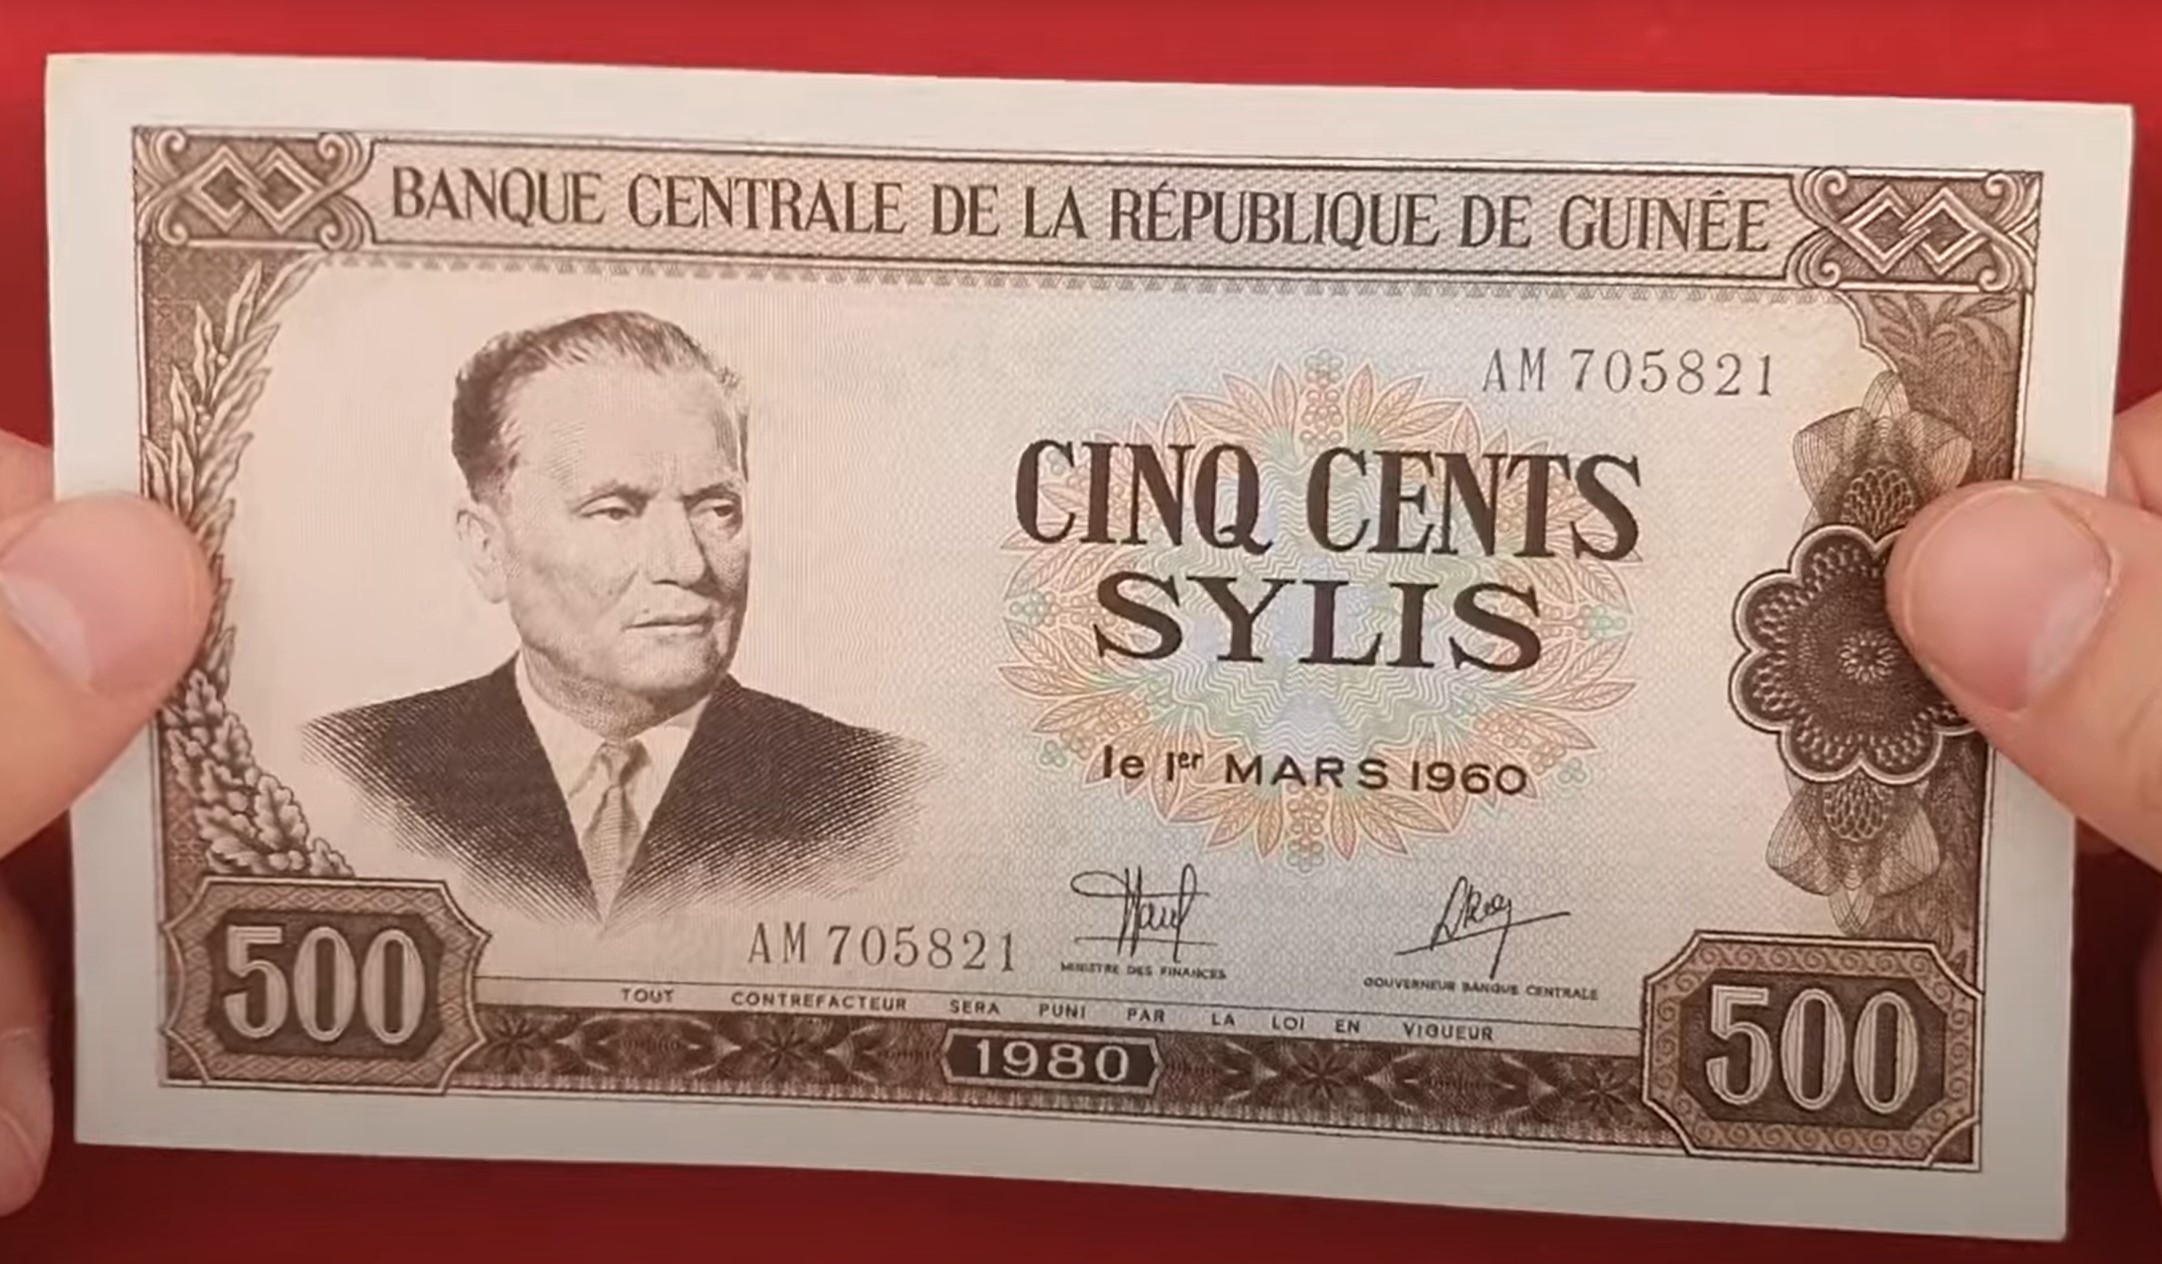 BANQUE CENTRALE DE LA RÉPUBLIQUE DE GUINÉE
AM 705821
CINQ CENTS
SYLIS
le 1er MARS 1960
AM 705821
MINISTRE DES FINANCES
GOUVERNEUR BANQUE CENTRALE
TOUT CONTREFACTEUR SERA PUNI PAR LA LOI EN VIGUEUR
500
1980
500